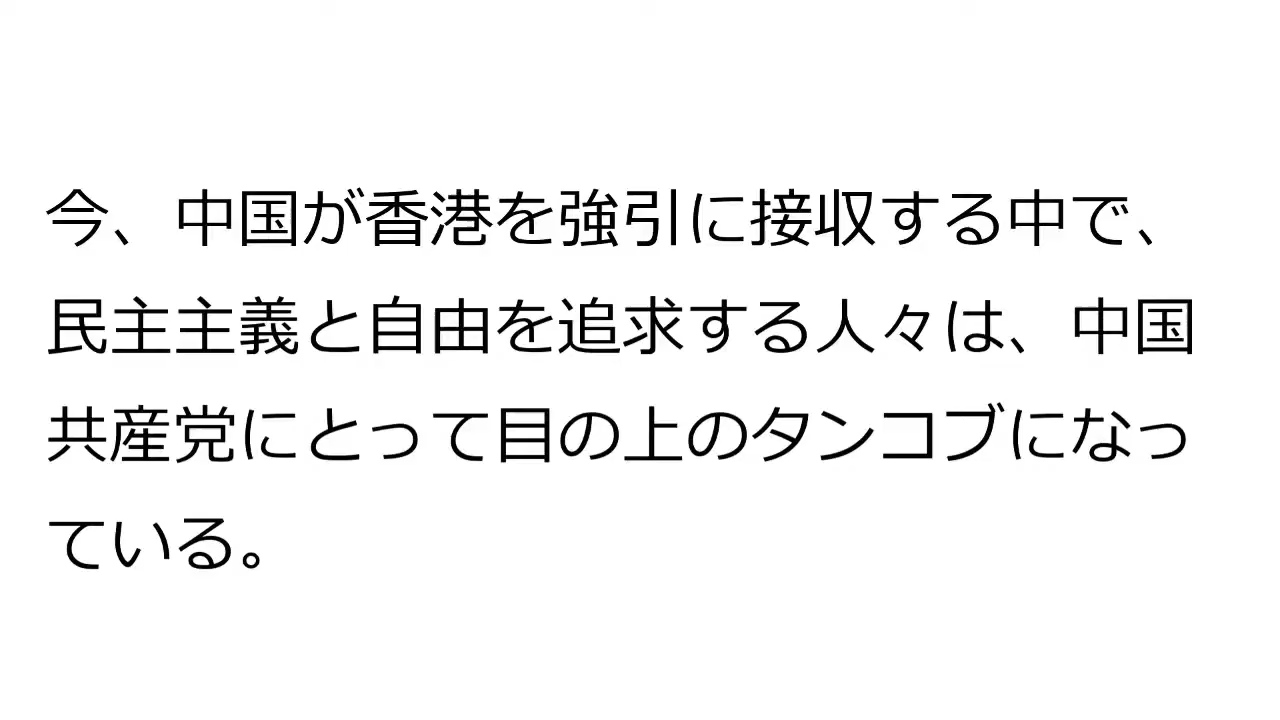 今、中国が香港を強引に接収する中で、
民主主義と自由を追求する人々は、中国
共産党にとって目の上のタンコブになっ
ている。